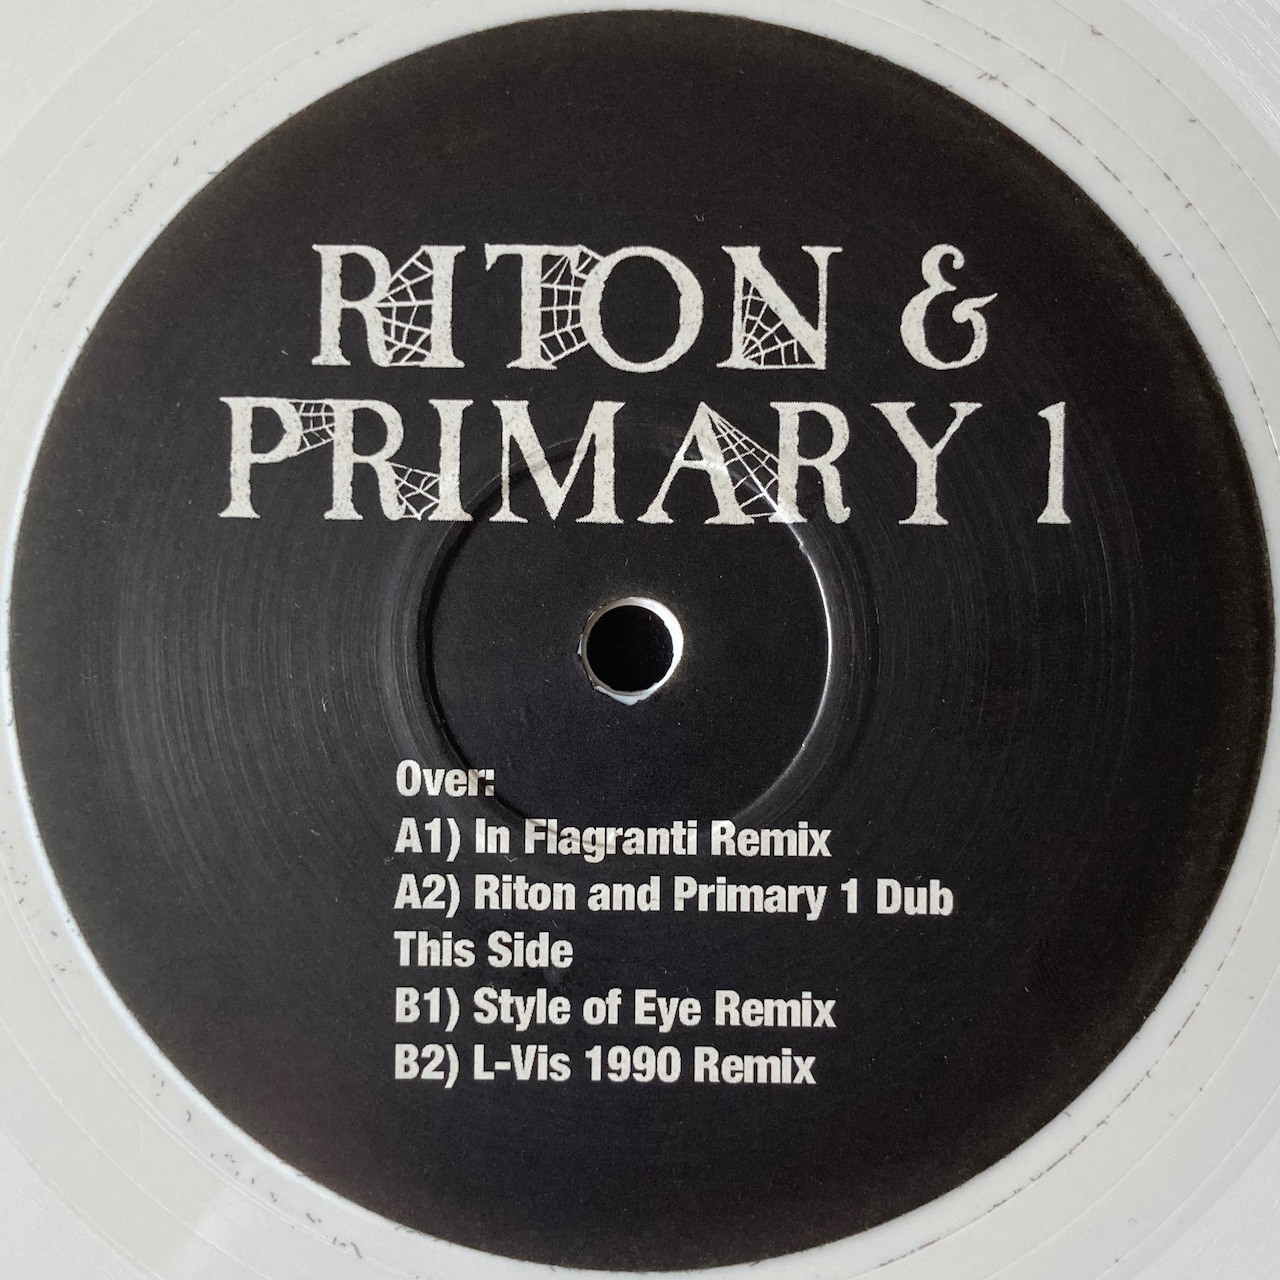 RITON &
PRIMARY 1
Over:
A1) In Flagranti Remix
A2) Riton and Primary 1 Dub
This Side
B1) Style of Eye Remix
B2) L-Vis 1990 Remix